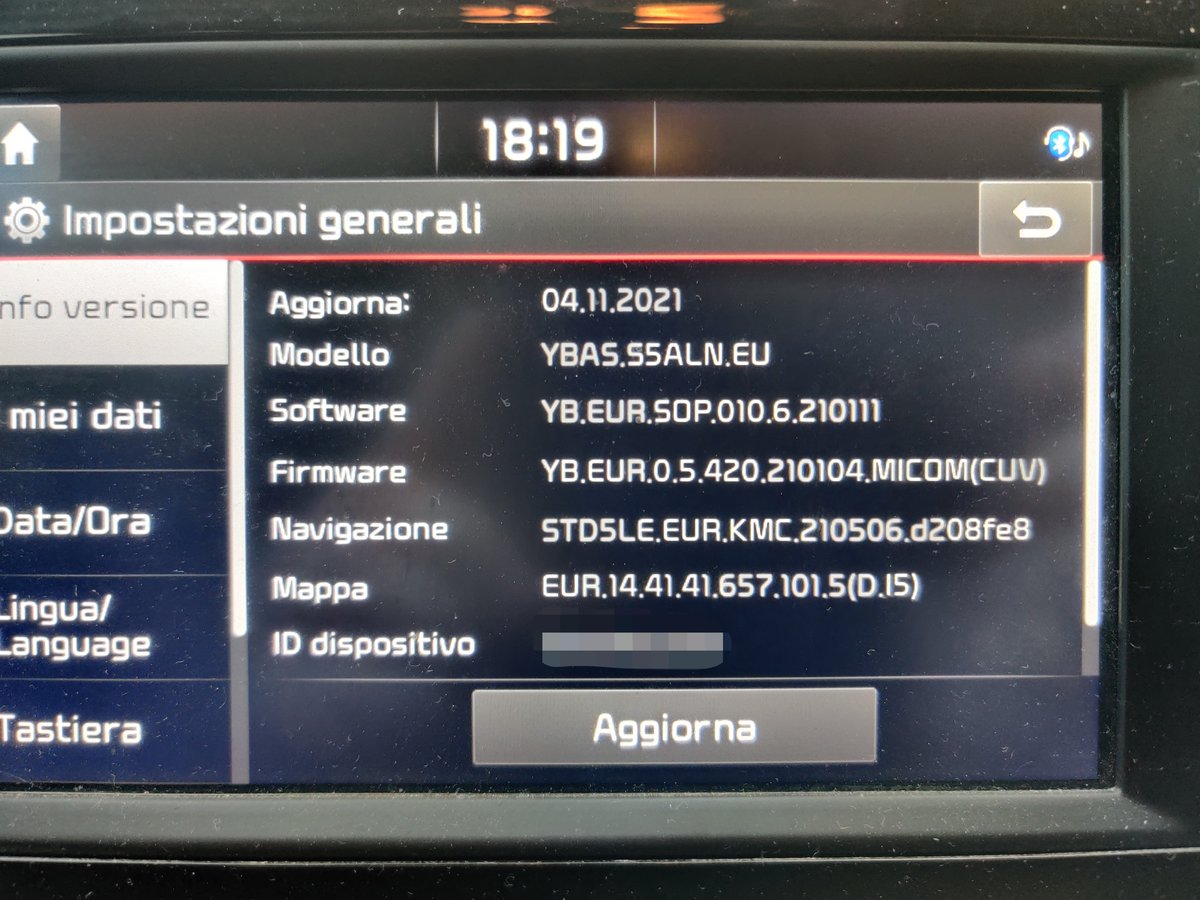 18:19
Impostazioni generali
nfo versione
miei dati
Data/Ora
Lingua/
Language
Tastiera
Aggiorna: 04.11.2021
Modello YBAS.S5ALN.EU
Software YB.EUR.SOP.010.6.210111
Firmware YB.EUR.0.5.420.210104.MICOM(CUV)
Navigazione STD5LE.EUR.KMC.210506.d208fe8
Mappa EUR.14.41.41.657.101.5(D.I5)
ID dispositivo
Aggiorna